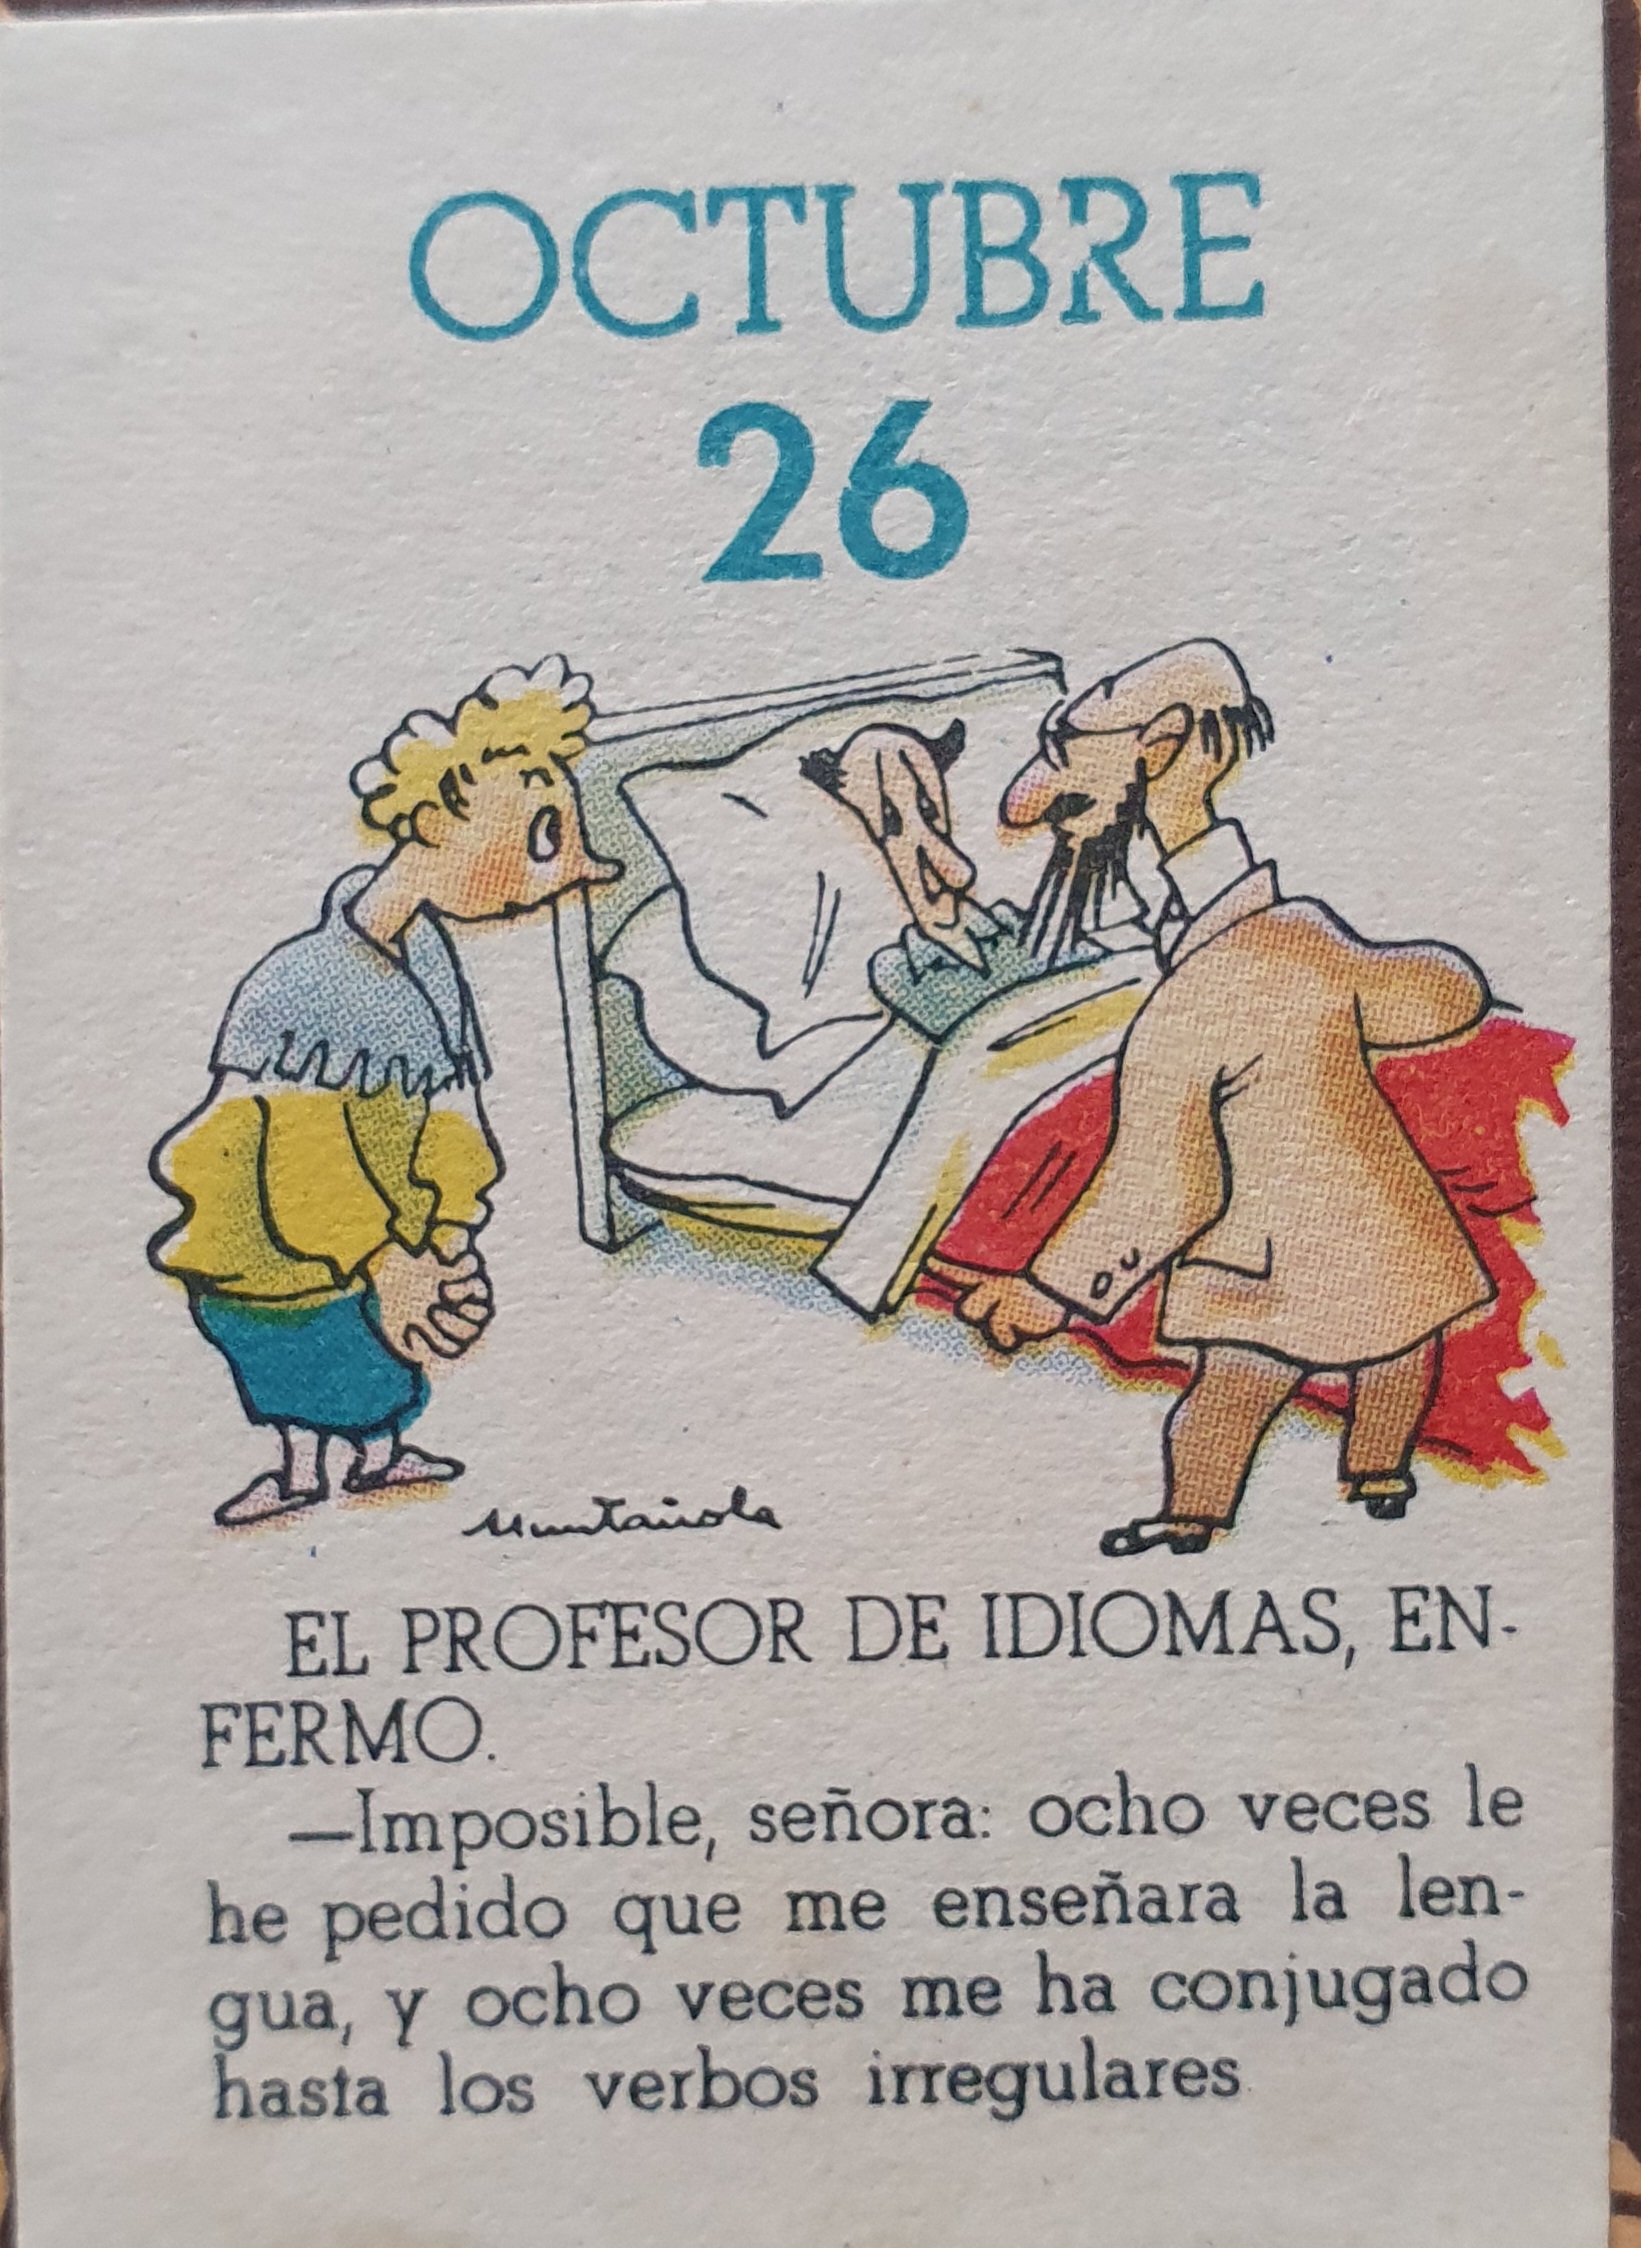 OCTUBRE
26
Muntañola
EL PROFESOR DE IDIOMAS, EN-
FERMO.
—Imposible, señora: ocho veces le
he pedido que me enseñara la len-
gua, y ocho veces me ha conjugado
hasta los verbos irregulares.